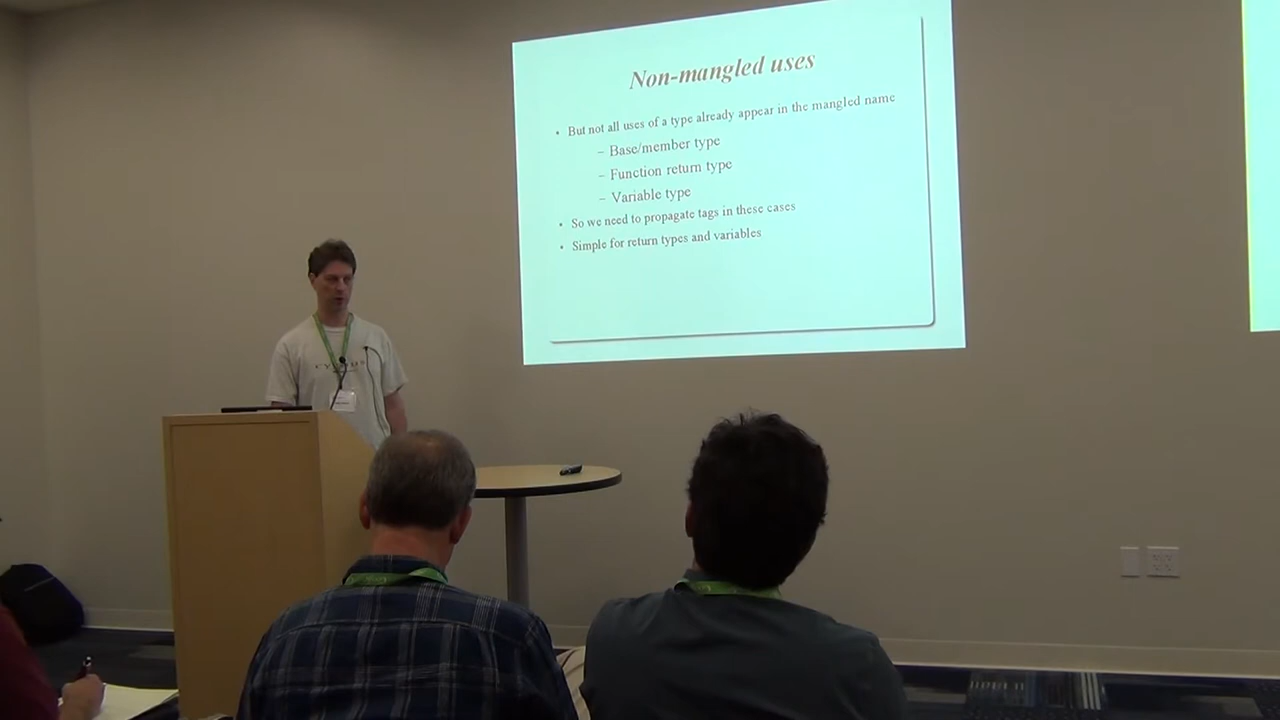 Non-mangled uses
• But not all uses of a type already appear in the mangled name
– Base/member type
– Function return type
– Variable type
• So we need to propagate tags in these cases
• Simple for return types and variables